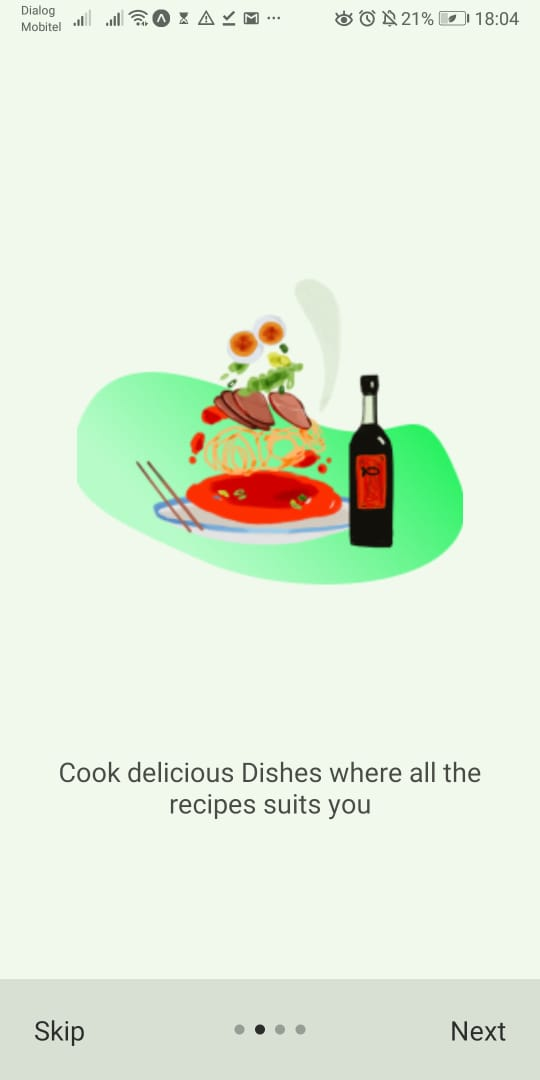 Dialog
Mobitel
21% 18:04
Cook delicious Dishes where all the
recipes suits you
Skip
Next